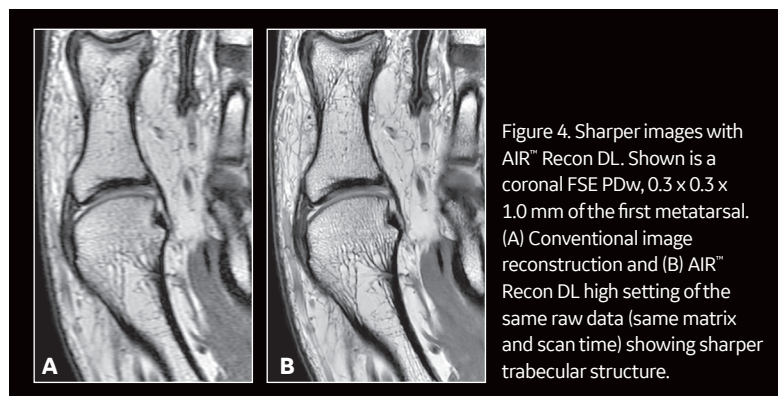 Figure 4. Sharper images with
AIR™ Recon DL. Shown is a
coronal FSE PDw, 0.3 x 0.3 x
1.0 mm of the first metatarsal.
(A) Conventional image
reconstruction and (B) AIR™
Recon DL high setting of the
same raw data (same matrix
and scan time) showing sharper
trabecular structure.
A
B